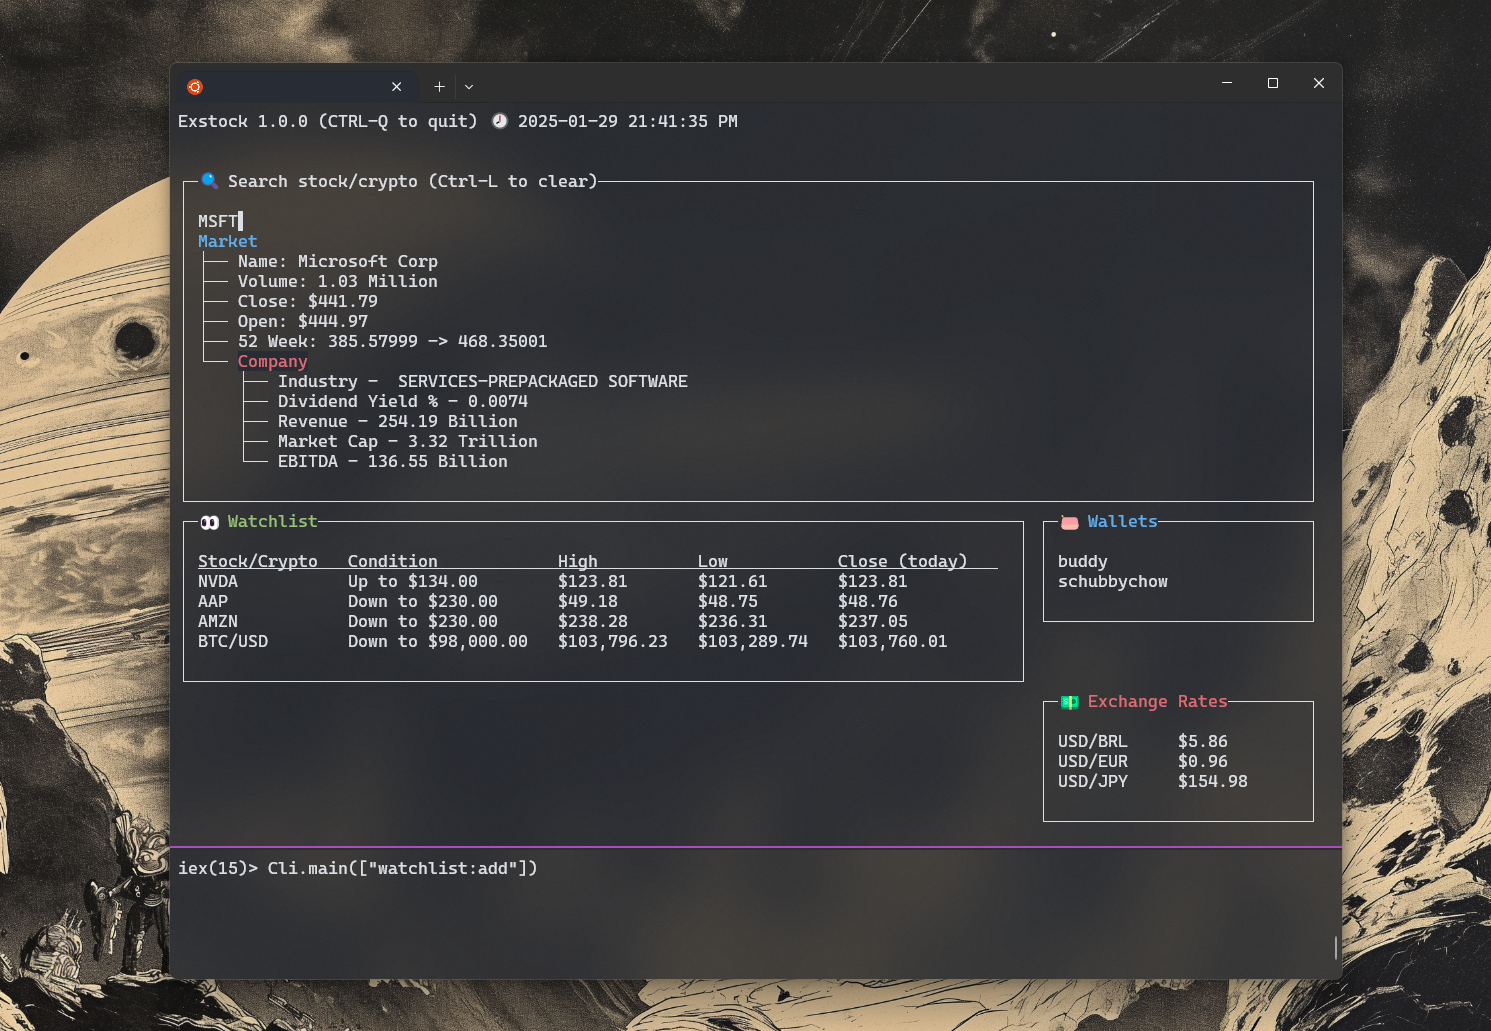 Exstock 1.0.0 (CTRL-Q to quit) 🕗 2025-01-29 21:41:35 PM
🔍 Search stock/crypto (Ctrl-L to clear)
MSFT
Market
Name: Microsoft Corp
Volume: 1.03 Million
Close: $441.79
Open: $444.97
52 Week: 385.57999 -> 468.35001
Company
Industry -  SERVICES-PREPACKAGED SOFTWARE
Dividend Yield % - 0.0074
Revenue - 254.19 Billion
Market Cap - 3.32 Trillion
EBITDA - 136.55 Billion
👀 Watchlist
Stock/Crypto Condition High Low Close (today)
NVDA Up to $134.00 $123.81 $121.61 $123.81
AAP Down to $230.00 $49.18 $48.75 $48.76
AMZN Down to $230.00 $238.28 $236.31 $237.05
BTC/USD Down to $98,000.00 $103,796.23 $103,289.74 $103,760.01
👛 Wallets
buddy
schubbychow
💵 Exchange Rates
USD/BRL $5.86
USD/EUR $0.96
USD/JPY $154.98
iex(15)> Cli.main(["watchlist:add"])